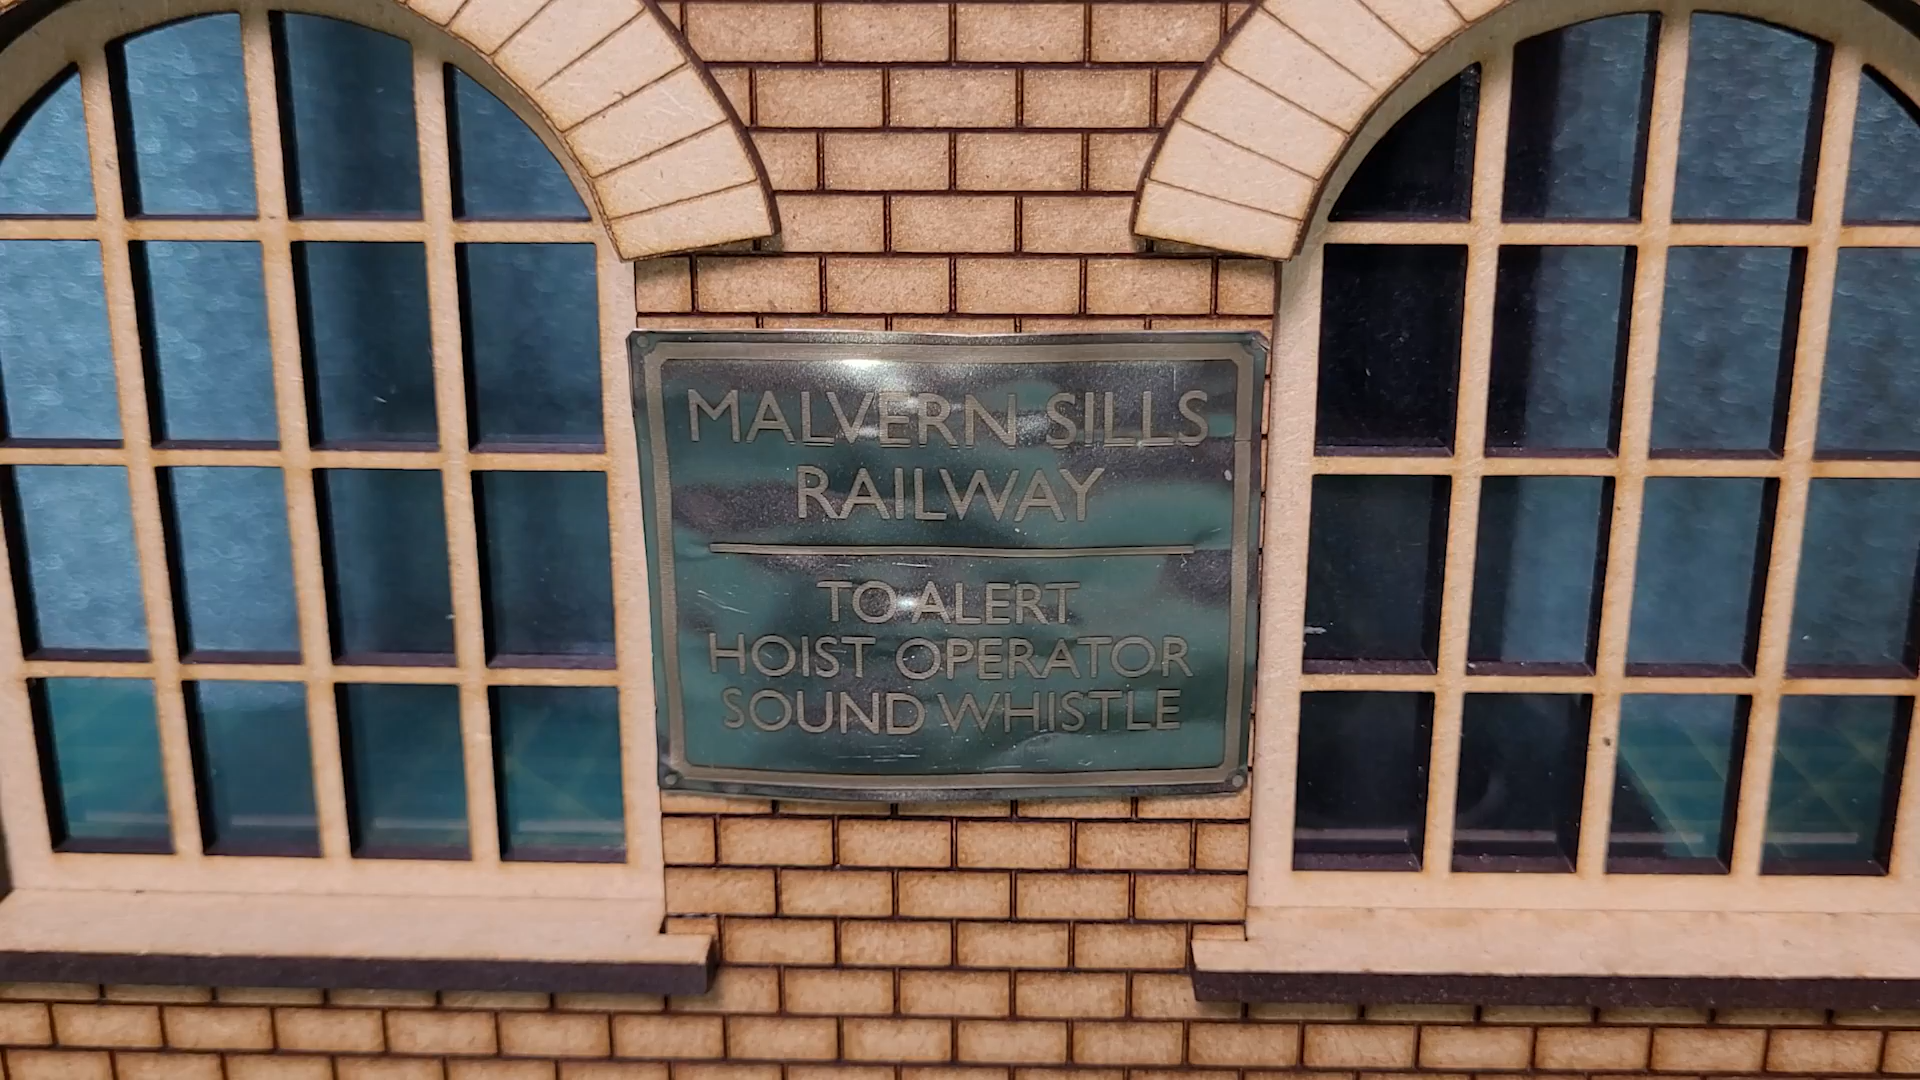 MALVERN SILLS
RAILWAY
TO ALERT
HOIST OPERATOR
SOUND WHISTLE